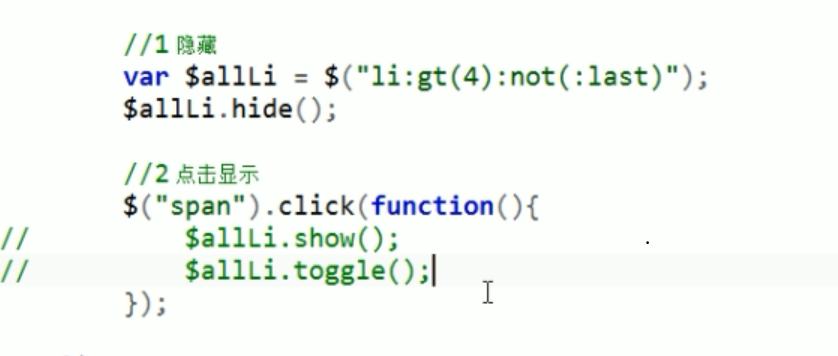 //1 隐藏
var $allLi = $("li:gt(4):not(:last)");
$allLi.hide();
//2 点击显示
$("span").click(function(){
// $allLi.show();
// $allLi.toggle();
});